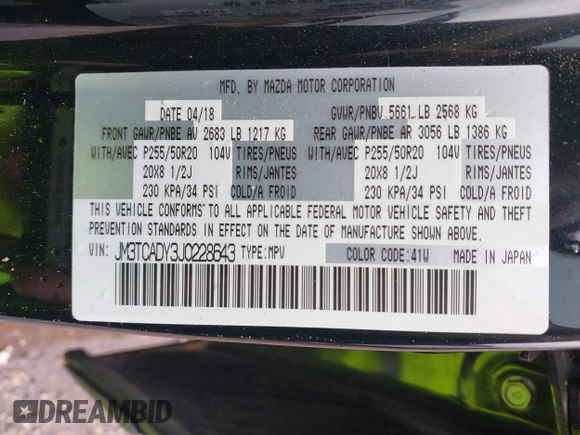 MFD. BY MAZDA MOTOR CORPORATION
DATE 04/18 GVWR/PNBV 5661 LB 2568 KG
FRONT GAWR/PNBE AV 2683 LB 1217 KG REAR GAWR/PNBE AR 3056 LB 1386 KG
WITH/AVEC P255/50R20 104V TIRES/PNEUS WITH/AVEC P255/50R20 104V TIRES/PNEUS
20X8 1/2J RIMS/JANTES 20X8 1/2J RIMS/JANTES
230 KPA/34 PSI COLD/A FROID 230 KPA/34 PSI COLD/A FROID
THIS VEHICLE CONFORMS TO ALL APPLICABLE FEDERAL MOTOR VEHICLE SAFETY AND THEFT
PREVENTION STANDARDS IN EFFECT ON THE DATE OF MANUFACTURE SHOWN ABOVE.
VIN: JM3TCADY3J0228643 TYPE:MPV COLOR CODE:41W MADE IN JAPAN
DREAMBID